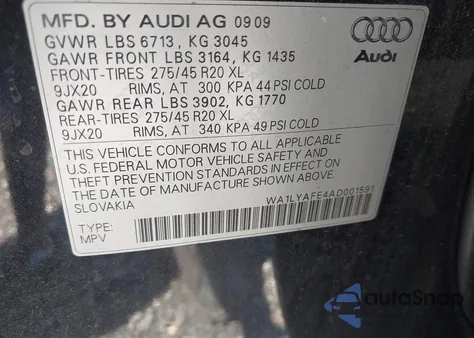 MFD. BY AUDI AG 09 09
GVWR LBS 6713 , KG 3045
GAWR FRONT LBS 3164, KG 1435
FRONT-TIRES 275/45 R20 XL
9JX20 RIMS, AT 300 KPA 44 PSI COLD
GAWR REAR LBS 3902, KG 1770
REAR-TIRES 275/45 R20 XL
9JX20 RIMS, AT 340 KPA 49 PSI COLD
THIS VEHICLE CONFORMS TO ALL APPLICABLE
U.S. FEDERAL MOTOR VEHICLE SAFETY AND
THEFT PREVENTION STANDARDS IN EFFECT ON
DATE OF MANUFACTURE SHOWN ABOVE
SLOVAKIA
WA1LYAFE4AD001591
TYPE:
MPV
Audi
autoSnap